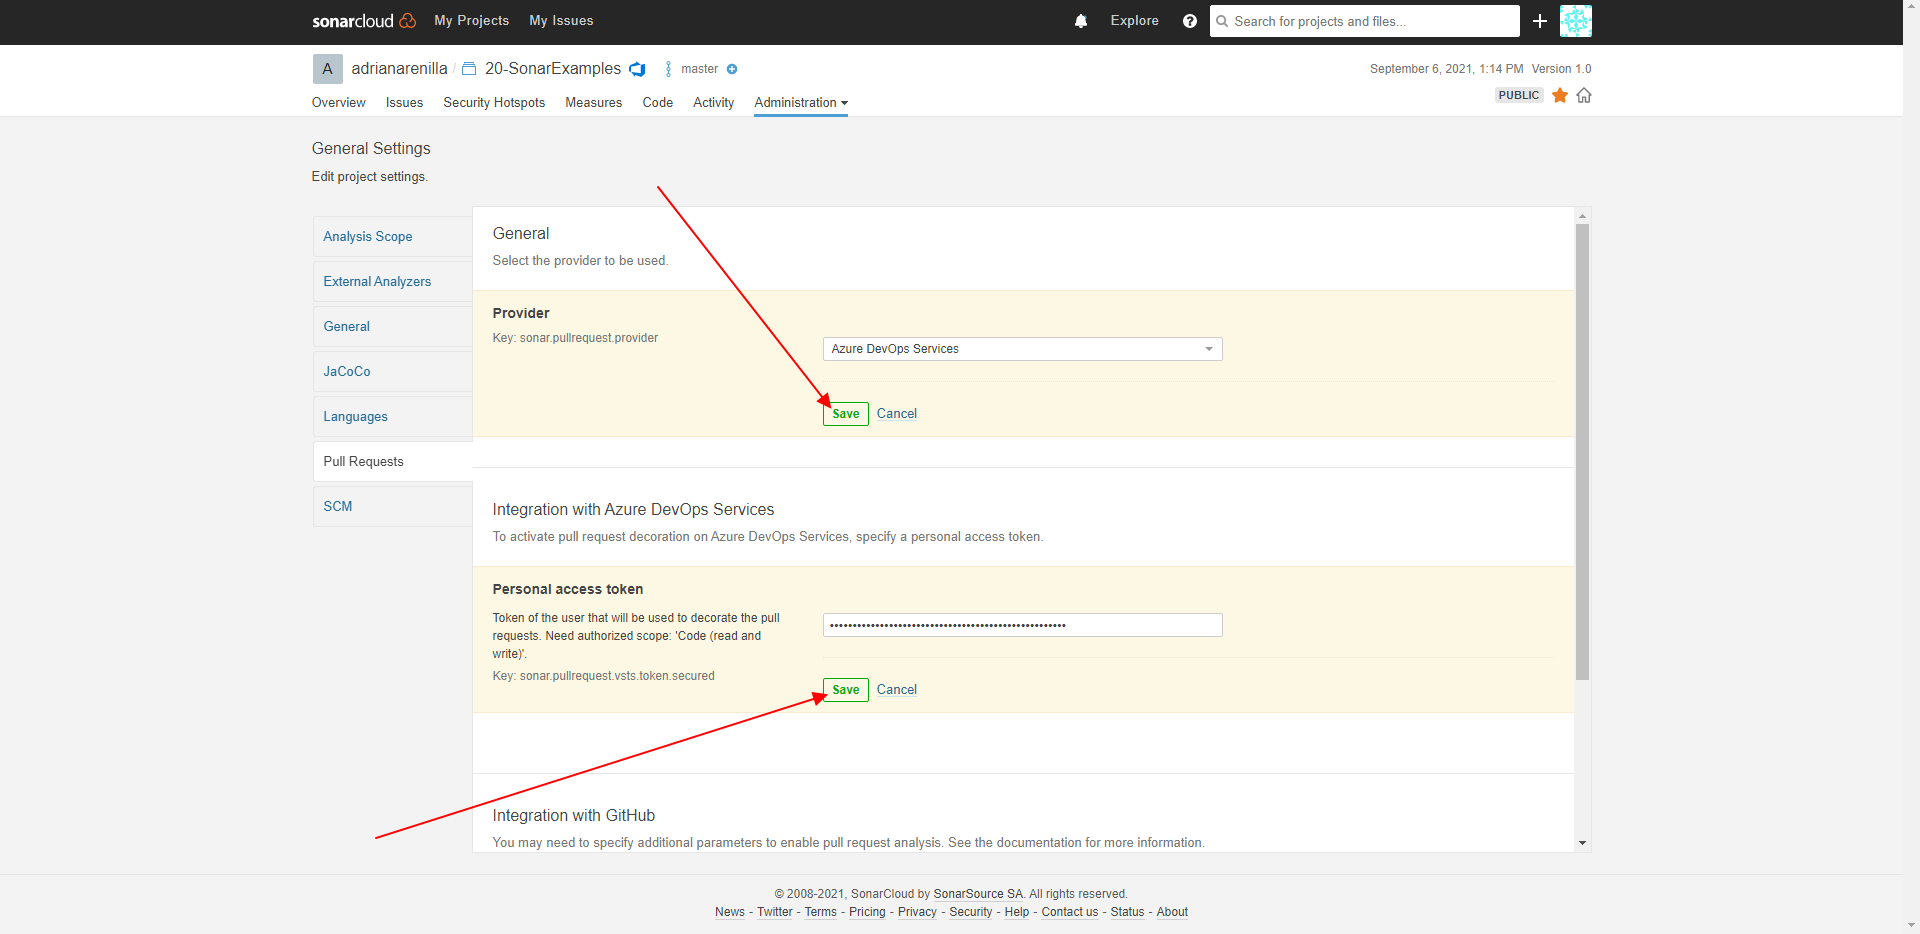 sonarcloud My Projects My Issues Explore Search for projects and files...
A adrianarenilla / 20-SonarExamples master September 6, 2021, 1:14 PM Version 1.0
Overview Issues Security Hotspots Measures Code Activity Administration PUBLIC
General Settings
Edit project settings.
Analysis Scope
External Analyzers
General
JaCoCo
Languages
Pull Requests
SCM
General
Select the provider to be used.
Provider
Key: sonar.pullrequest.provider
Azure DevOps Services
Save Cancel
Integration with Azure DevOps Services
To activate pull request decoration on Azure DevOps Services, specify a personal access token.
Personal access token
Token of the user that will be used to decorate the pull
requests. Need authorized scope: 'Code (read and
write)'.
Key: sonar.pullrequest.vsts.token.secured
Save Cancel
Integration with GitHub
You may need to specify additional parameters to enable pull request analysis. See the documentation for more information.
© 2008-2021, SonarCloud by SonarSource SA. All rights reserved.
News - Twitter - Terms - Pricing - Privacy - Security - Help - Contact us - Status - About